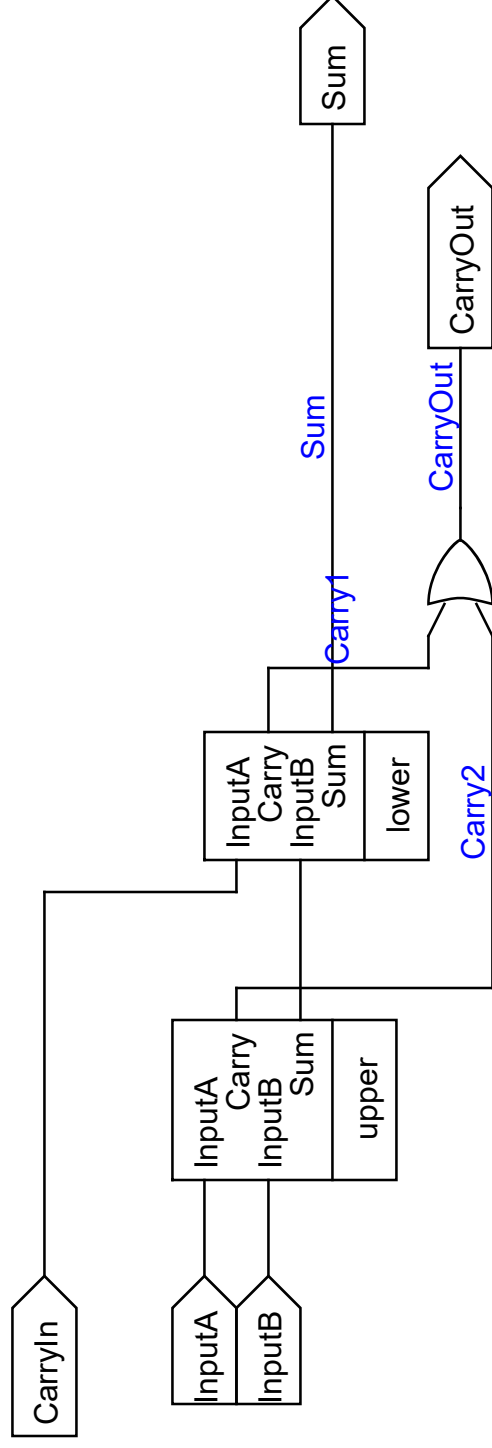 CarryIn
InputA
InputB
InputA
Carry
InputB
Sum
upper
InputA
Carry
InputB
Sum
lower
Carry1
Carry2
Sum
CarryOut
Sum
CarryOut